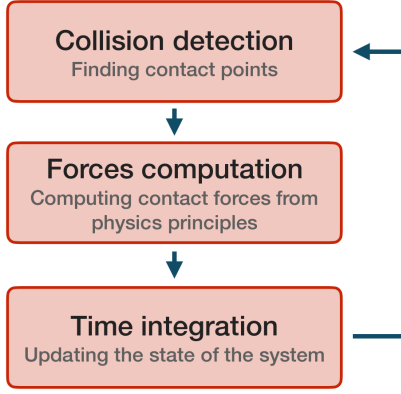 Collision detection
Finding contact points
Forces computation
Computing contact forces from
physics principles
Time integration
Updating the state of the system